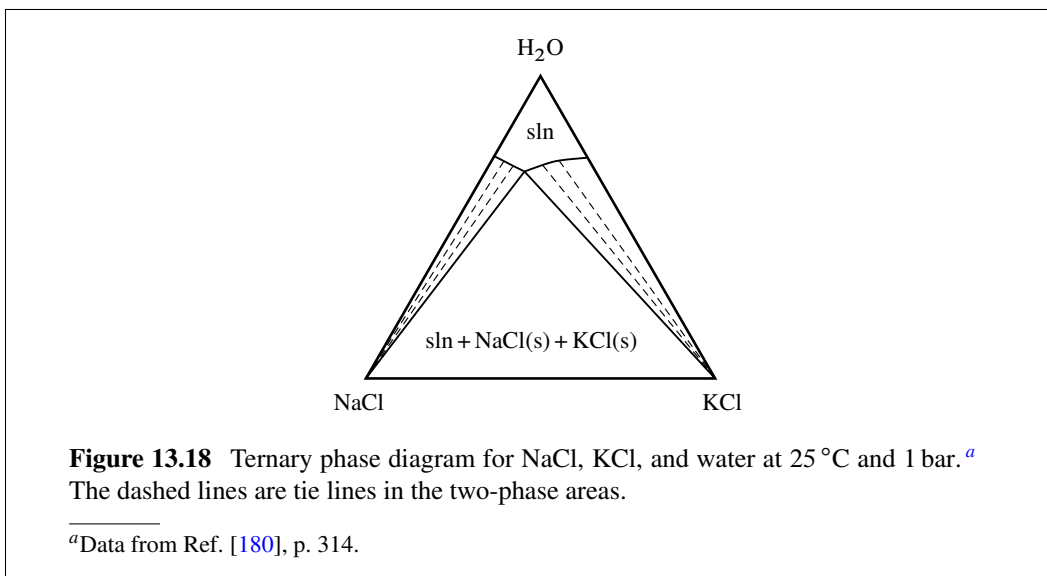 H₂O
sln
sln + NaCl(s) + KCl(s)
NaCl
KCl
Figure 13.18 Ternary phase diagram for NaCl, KCl, and water at 25 °C and 1 bar. ᵃ
The dashed lines are tie lines in the two-phase areas.
ᵃData from Ref. [180], p. 314.